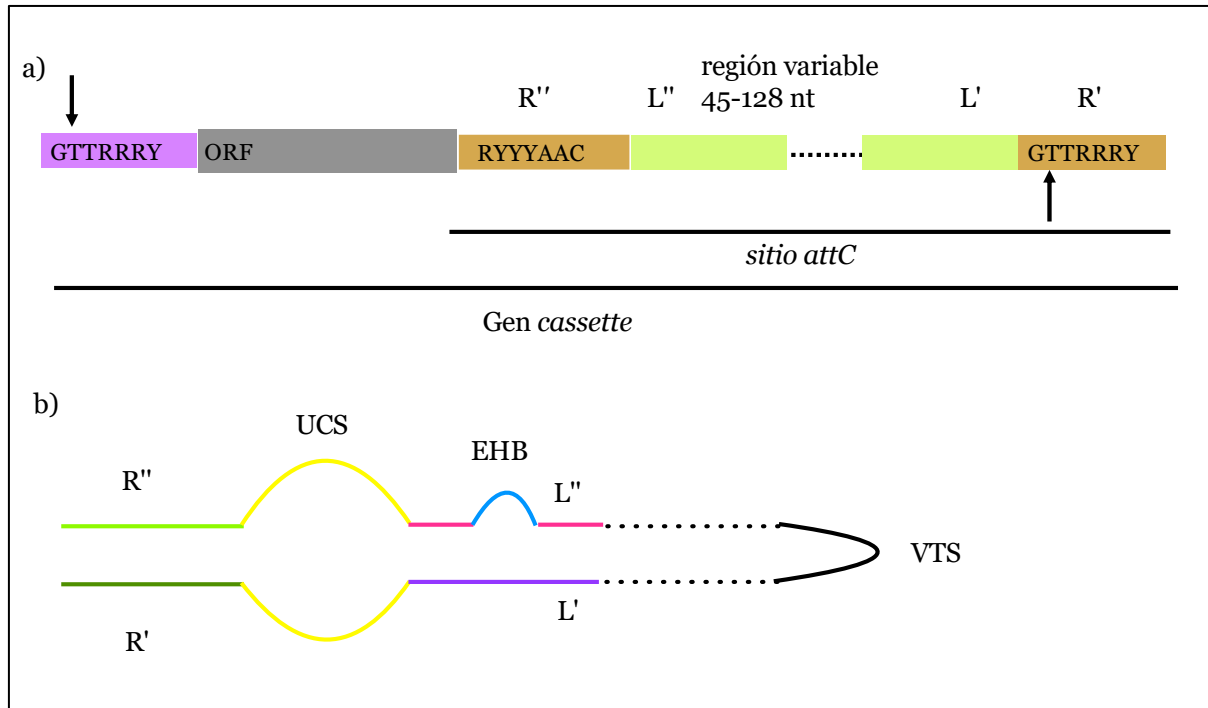 a)
región variable
45-128 nt
R'' L'' L' R'
GTTRRRY ORF RYYYAAC GTTRRRY
sitio attC
Gen cassette
b)
UCS
EHB
R'' L''
VTS
R' L'